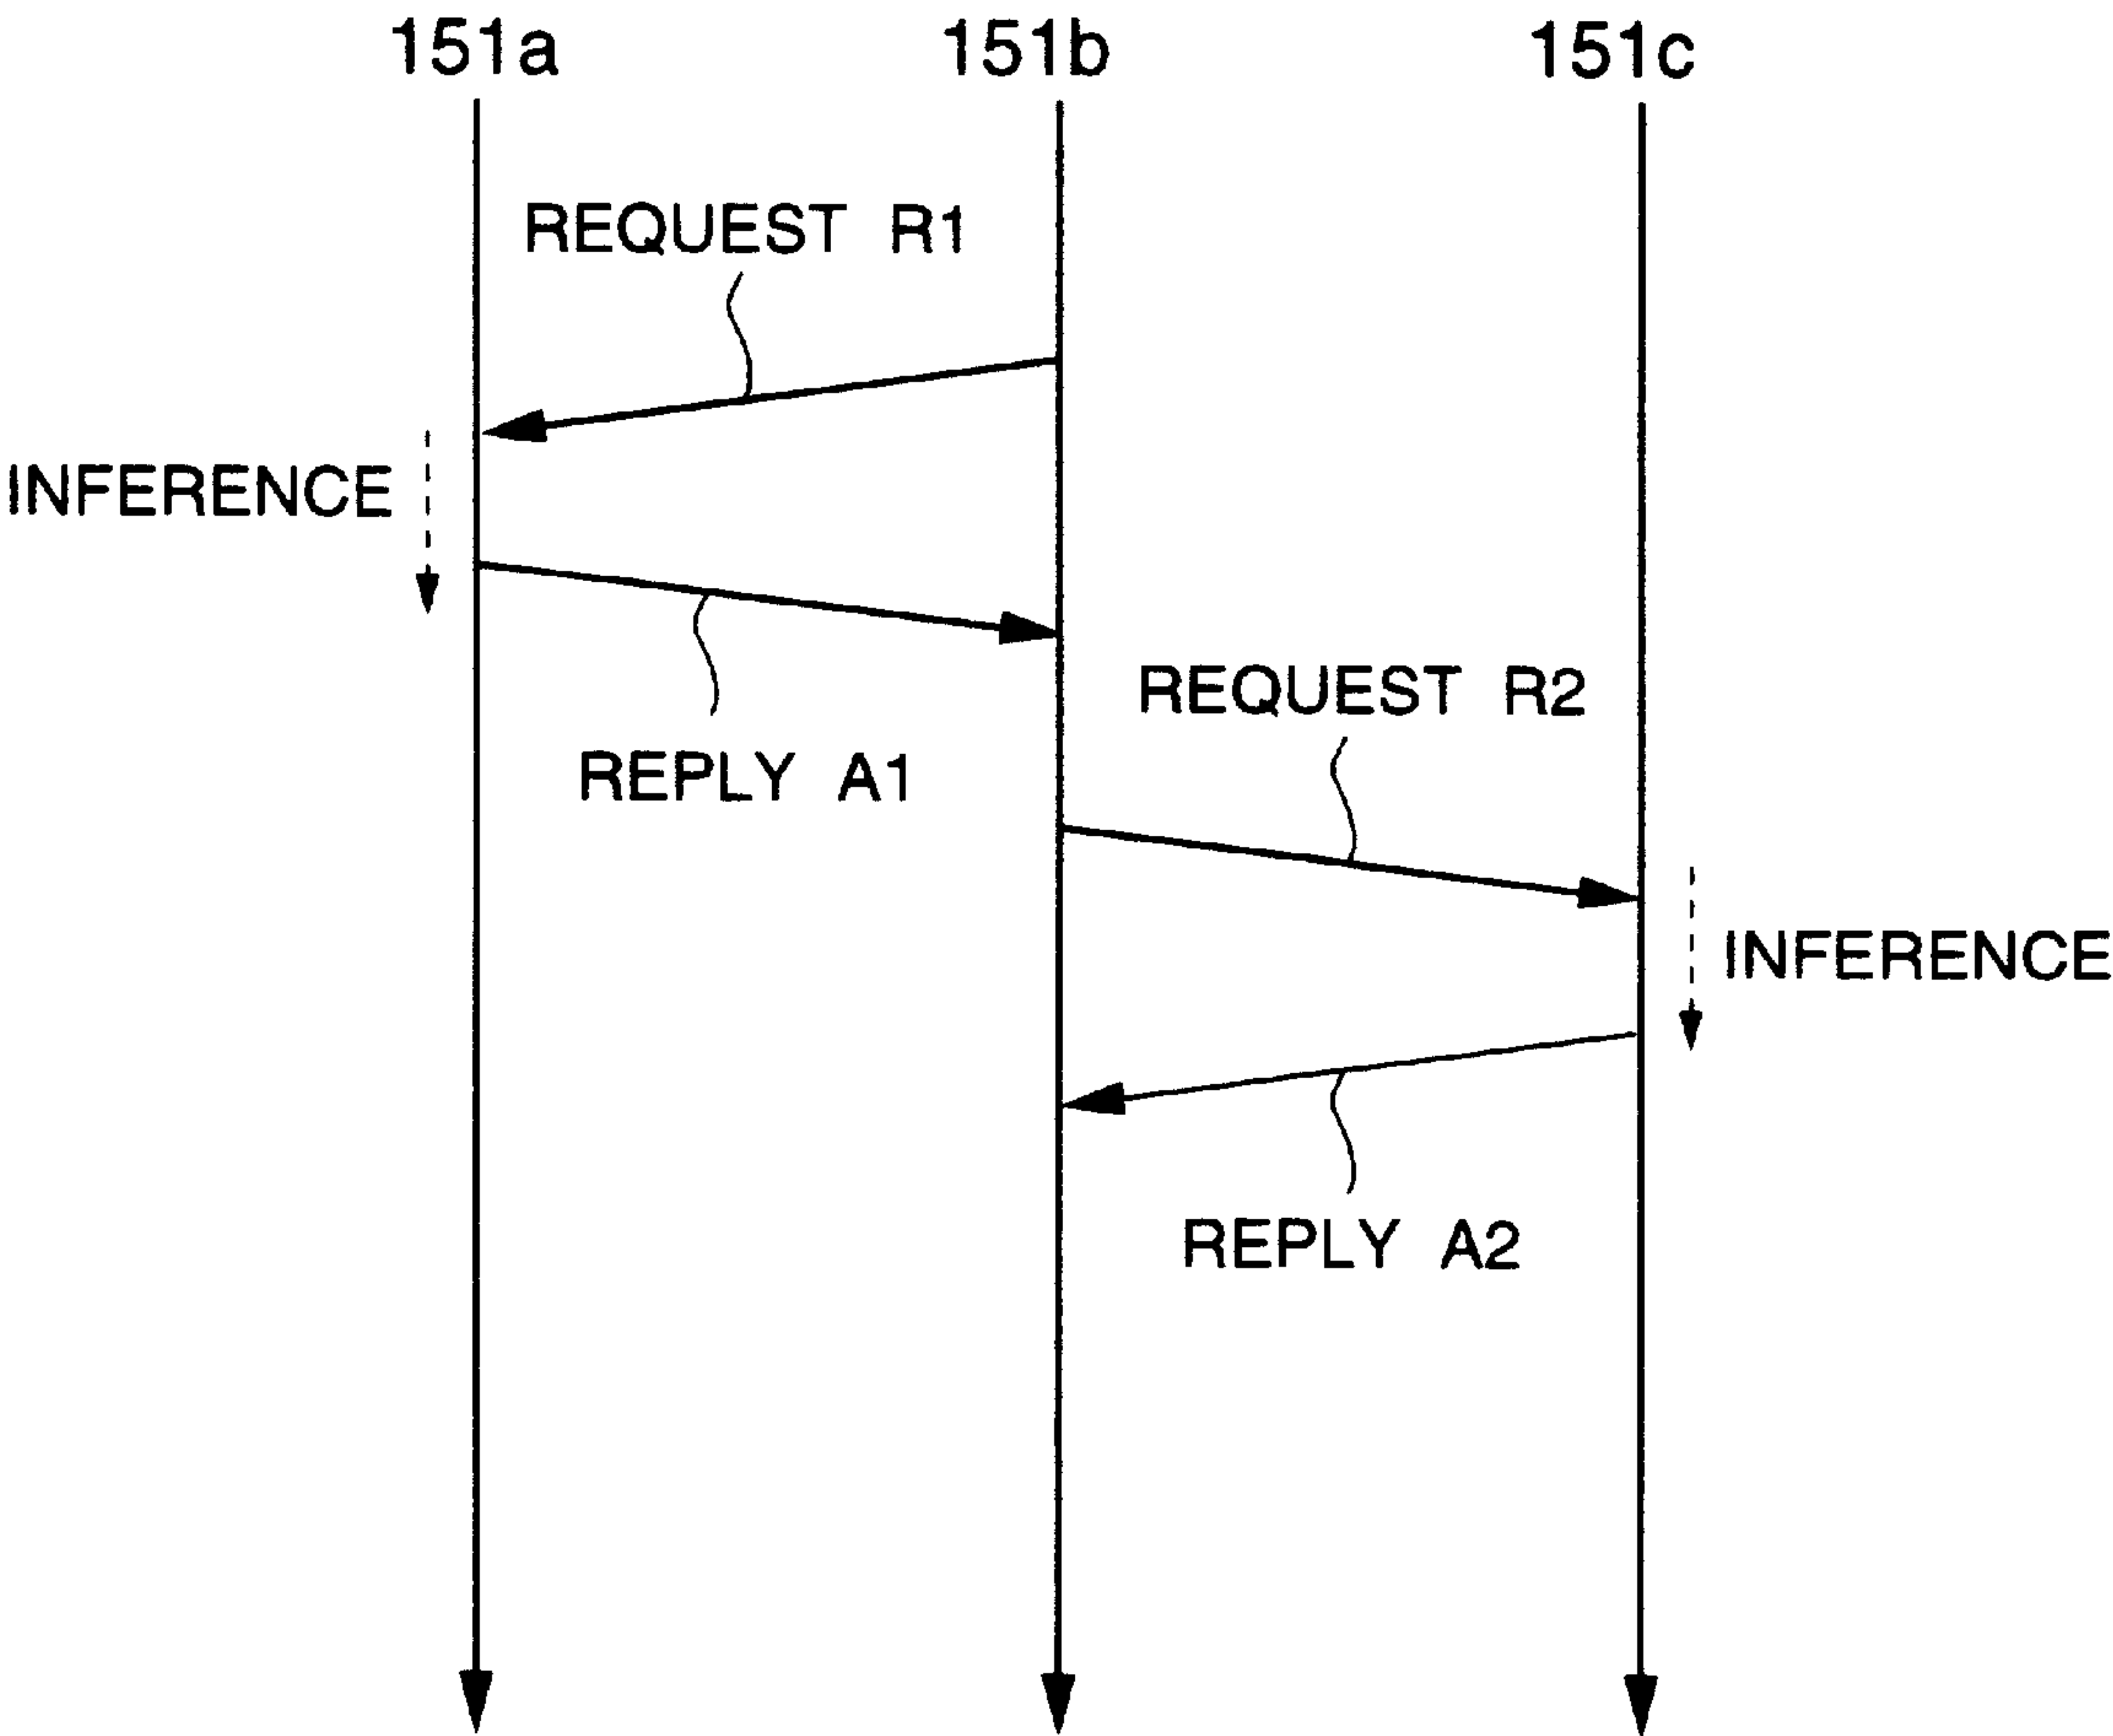 151a 151b 151c
REQUEST R1
INFERENCE
REPLY A1
REQUEST R2
INFERENCE
REPLY A2